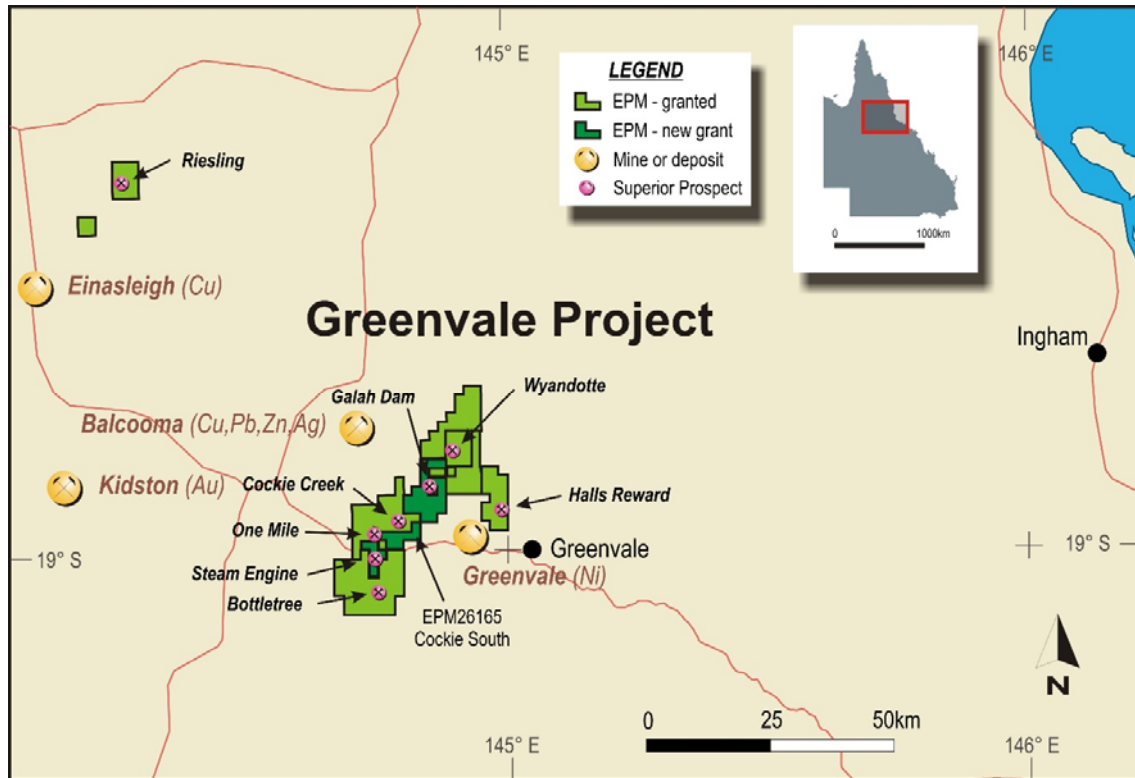 145° E
146° E
LEGEND
EPM - granted
EPM - new grant
Mine or deposit
Superior Prospect
0 1000km
Riesling
Einasleigh (Cu)
Greenvale Project
Ingham
Wyandotte
Galah Dam
Balcooma (Cu,Pb,Zn,Ag)
Kidston (Au)
Cockie Creek
Halls Reward
One Mile
Greenvale
19° S
19° S
Steam Engine
Greenvale (Ni)
Bottletree
EPM26165
Cockie South
N
0 25 50km
145° E
146° E